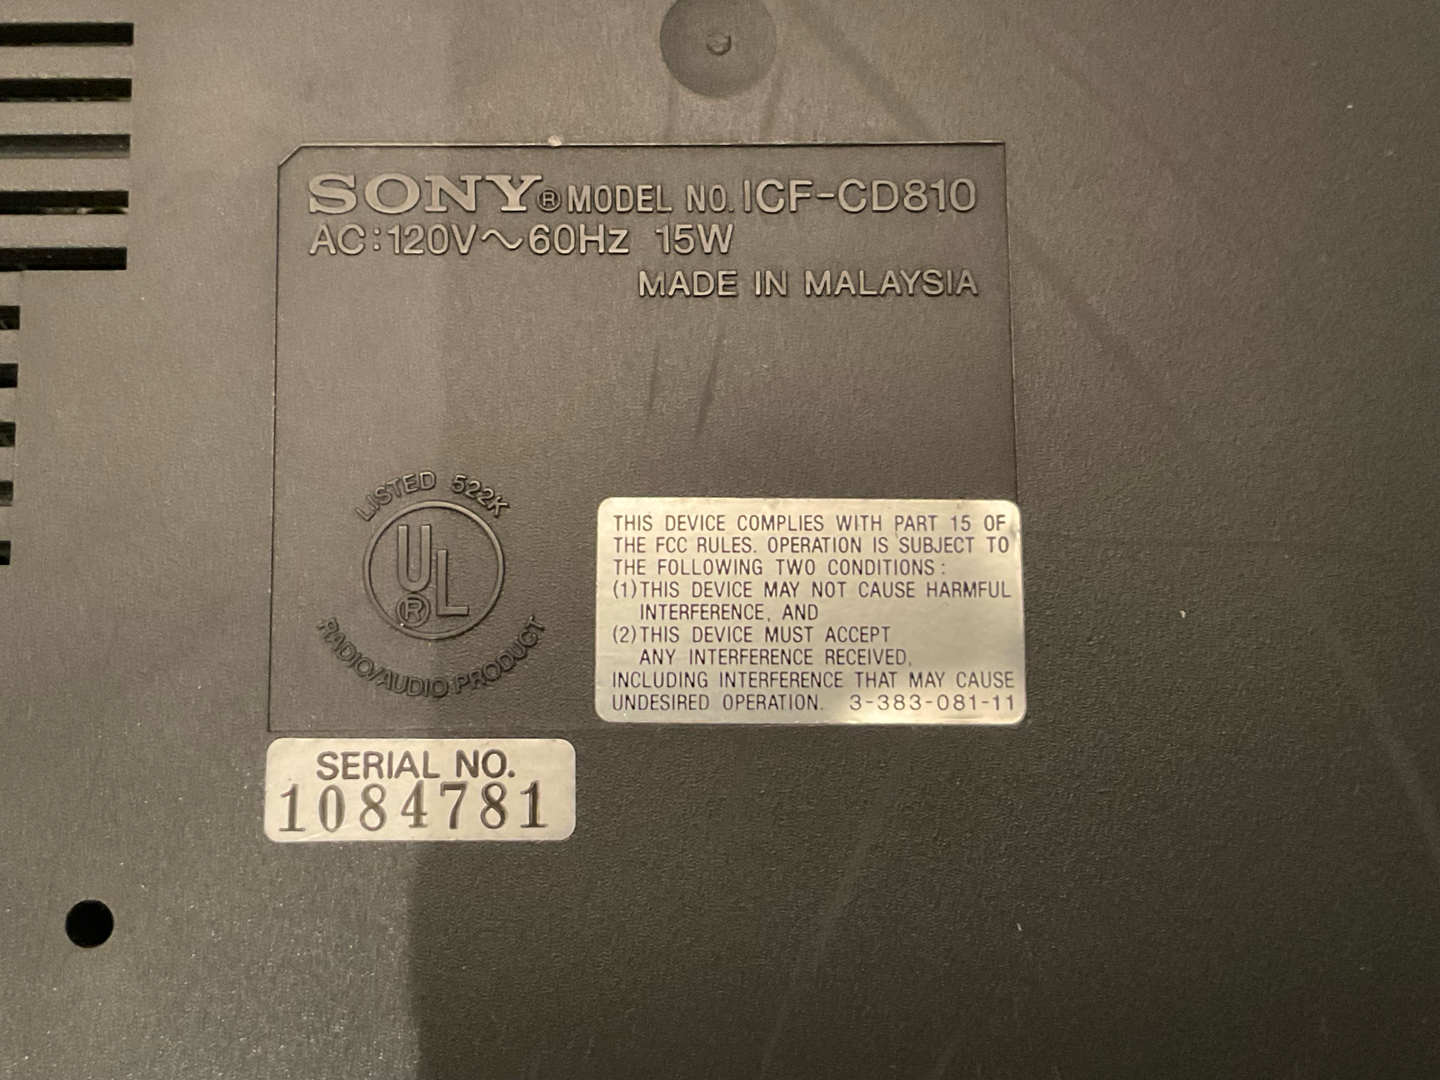 SONY® MODEL NO. ICF-CD810
AC:120V～60Hz 15W
MADE IN MALAYSIA
LISTED 522K
UL®
RADIO/AUDIO PRODUCT
THIS DEVICE COMPLIES WITH PART 15 OF
THE FCC RULES. OPERATION IS SUBJECT TO
THE FOLLOWING TWO CONDITIONS:
(1)THIS DEVICE MAY NOT CAUSE HARMFUL
INTERFERENCE, AND
(2)THIS DEVICE MUST ACCEPT
ANY INTERFERENCE RECEIVED,
INCLUDING INTERFERENCE THAT MAY CAUSE
UNDESIRED OPERATION. 3-383-081-11
SERIAL NO.
1084781